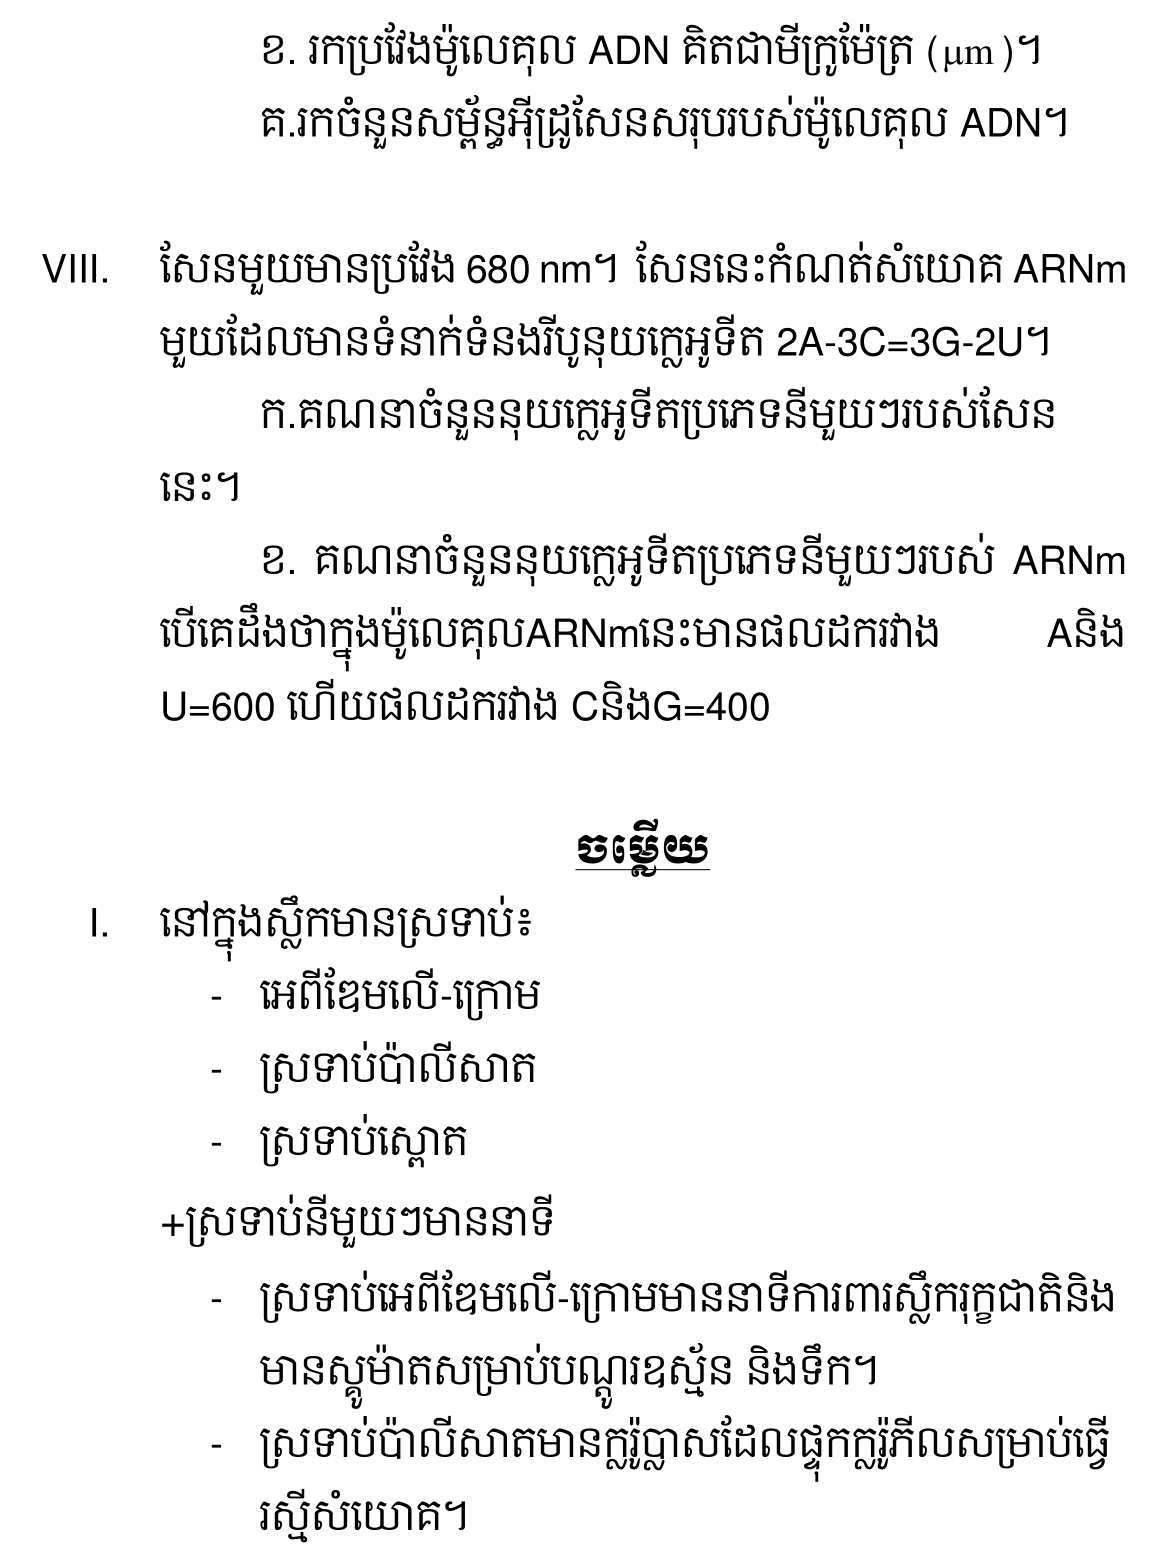 ខ. រកប្រវែងម៉ូលេគុល ADN គិតជាមីក្រូម៉ែត្រ (μm)។
គ.រកចំនួនសម្ព័ន្ធអ៊ីដ្រូសែនសរុបរបស់ម៉ូលេគុល ADN។
VIII. សែនមួយមានប្រវែង 680 nm។ សែននេះកំណត់សំយោគ ARNm
មួយដែលមានទំនាក់ទំនងរីបូនុយក្លេអូទីត 2A-3C=3G-2U។
ក.គណនាចំនួននុយក្លេអូទីតប្រភេទនីមួយៗរបស់សែន
នេះ។
ខ. គណនាចំនួននុយក្លេអូទីតប្រភេទនីមួយៗរបស់ ARNm
បើគេដឹងថាក្នុងម៉ូលេគុលARNmនេះមានផលដករវាង Aនិង
U=600 ហើយផលដករវាង CនិងG=400
ចម្លើយ
I. នៅក្នុងស្លឹកមានស្រទាប់៖
- អេពីឌែមលើ-ក្រោម
- ស្រទាប់ប៉ាលីសាត
- ស្រទាប់ស្ពោត
+ស្រទាប់នីមួយៗមាននាទី
- ស្រទាប់អេពីឌែមលើ-ក្រោមមាននាទីការពារស្លឹករុក្ខជាតិនិង
មានស្តូម៉ាតសម្រាប់បណ្តូរឧស្ម័ន និងទឹក។
- ស្រទាប់ប៉ាលីសាតមានក្លរ៉ូប្លាសដែលផ្ទុកក្លរ៉ូភីលសម្រាប់ធ្វើ
រស្មីសំយោគ។